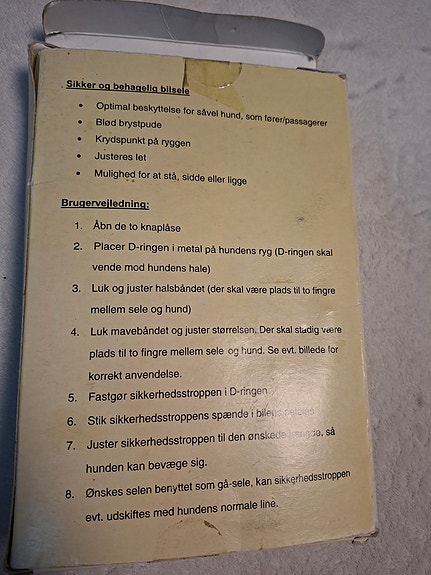 Sikker og behagelig bilsele
• Optimal beskyttelse for såvel hund, som fører/passagerer
• Blød brystpude
• Krydspunkt på ryggen
• Justeres let
• Mulighed for at stå, sidde eller ligge
Brugervejledning:
1. Åbn de to knaplåse
2. Placer D-ringen i metal på hundens ryg (D-ringen skal
vende mod hundens hale)
3. Luk og juster halsbåndet (der skal være plads til to fingre
mellem sele og hund)
4. Luk mavebåndet og juster størrelsen. Der skal stadig være
plads til to fingre mellem sele og hund. Se evt. billede for
korrekt anvendelse.
5. Fastgør sikkerhedsstroppen i D-ringen
6. Stik sikkerhedsstroppens spænde i bilens
7. Juster sikkerhedsstroppen til den ønskede længde, så
hunden kan bevæge sig.
8. Ønskes selen benyttet som gå-sele, kan sikkerhedsstroppen
evt. udskiftes med hundens normale line.